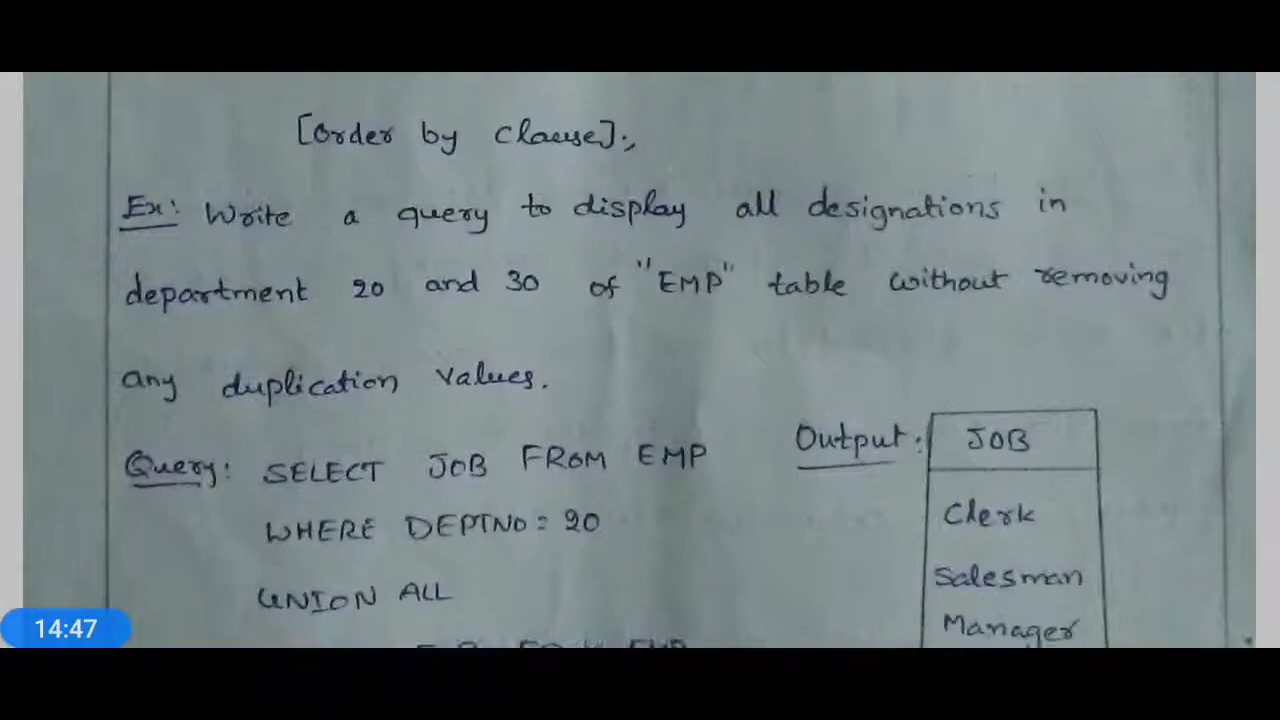 [Order by clause];
Ex: Write a query to display all designations in
department 20 and 30 of "EMP" table without removing
any duplication values.
Query: SELECT JOB FROM EMP
WHERE DEPTNO = 20
UNION ALL
FROM EMP
Output:
JOB
Clerk
Salesman
Manager
14:47